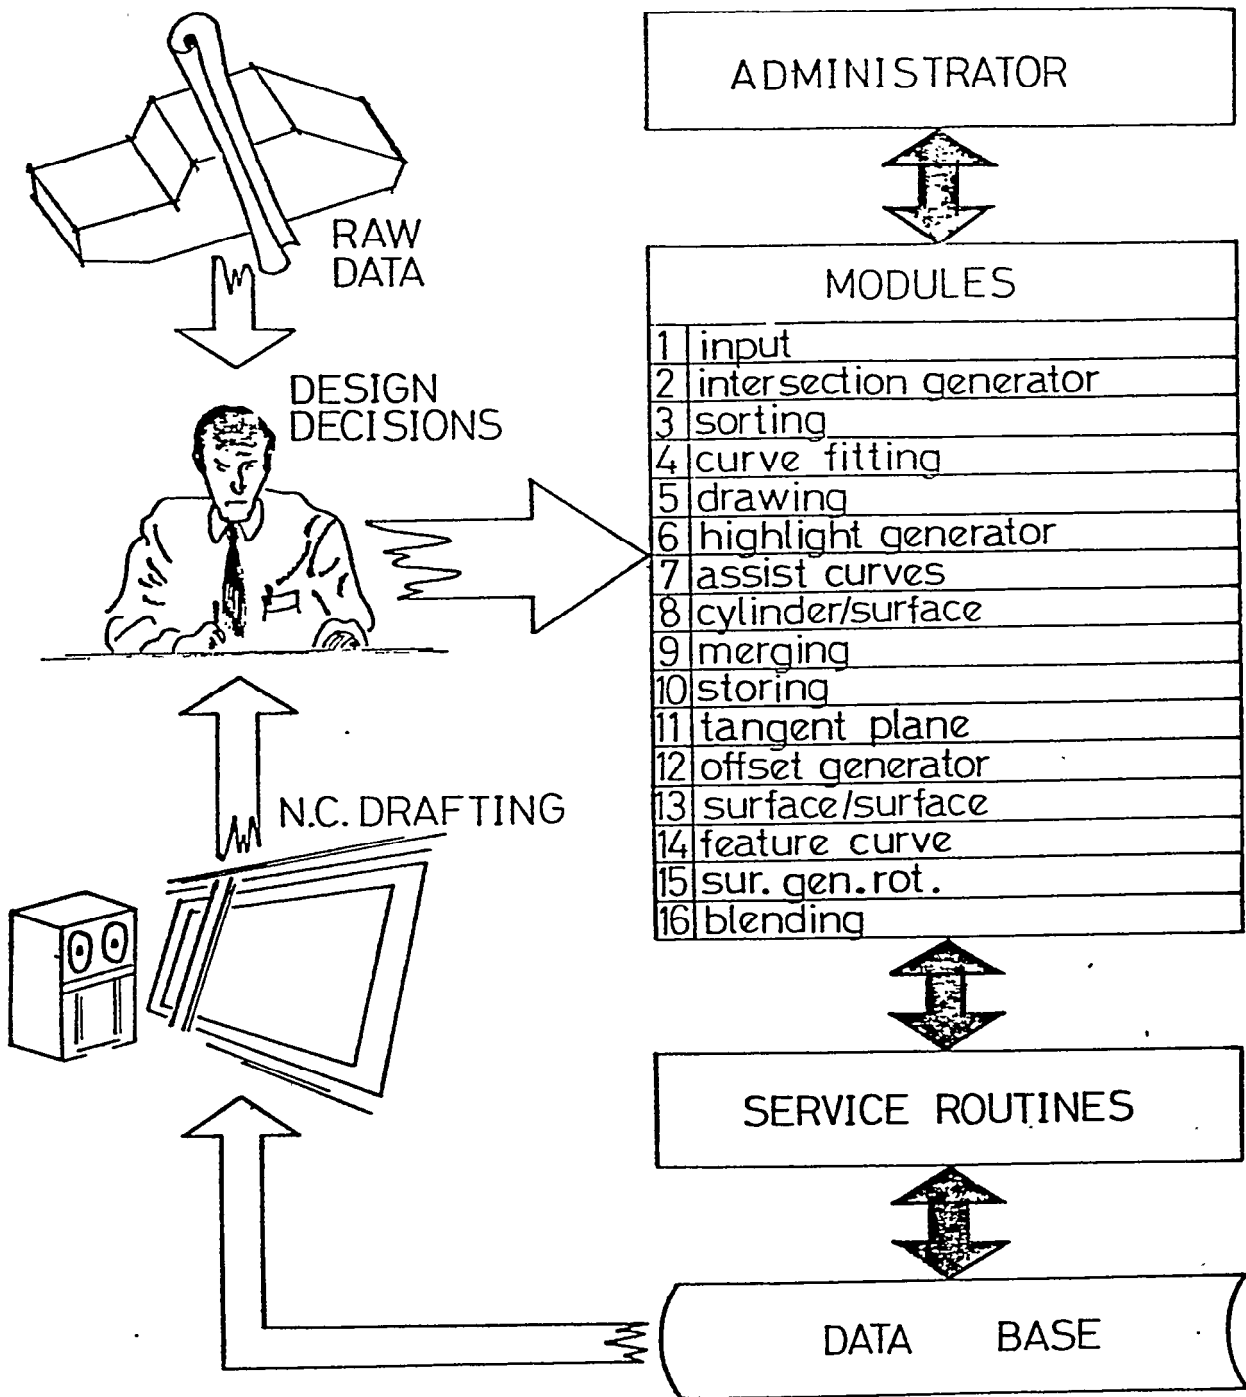 RAW
DATA
DESIGN
DECISIONS
N.C. DRAFTING
ADMINISTRATOR
MODULES
1 input
2 intersection generator
3 sorting
4 curve fitting
5 drawing
6 highlight generator
7 assist curves
8 cylinder/surface
9 merging
10 storing
11 tangent plane
12 offset generator
13 surface/surface
14 feature curve
15 sur. gen.rot.
16 blending
SERVICE ROUTINES
DATA BASE